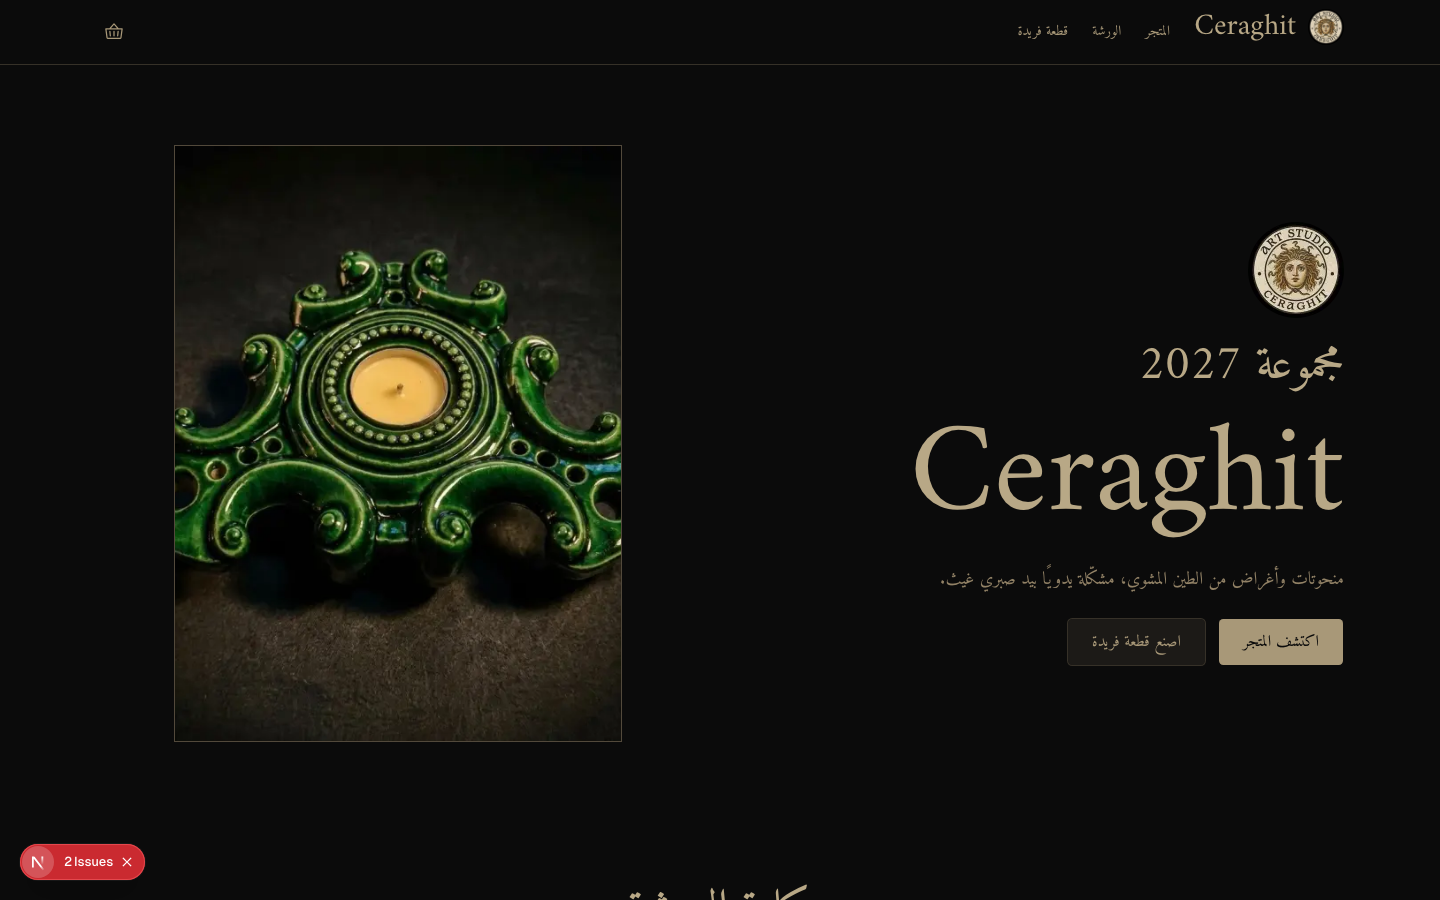 Ceraghit
المتجر
الورشة
قطعة فريدة
ART STUDIO
CERAGHIT
مجموعة 2027
Ceraghit
منحوتات وأغراض من الطين المشوي، مشكّلة يدويًا بيد صبري غيث.
اكتشف المتجر
اصنع قطعة فريدة
2 Issues